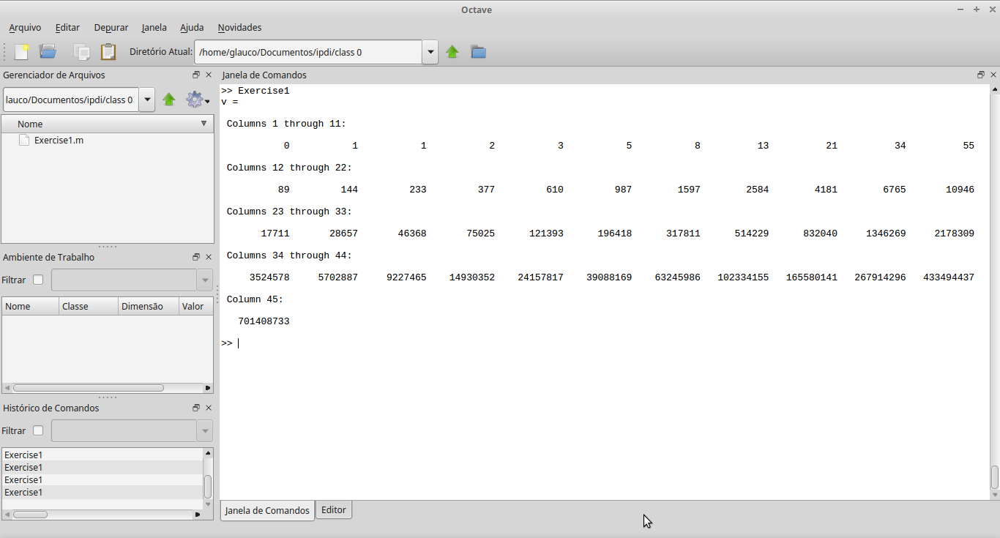 Octave
Arquivo Editar Depurar Janela Ajuda Novidades
Diretório Atual: /home/glauco/Documentos/ipdi/class 0
Gerenciador de Arquivos
lauco/Documentos/ipdi/class 0
Nome
Exercise1.m
Ambiente de Trabalho
Filtrar
Nome Classe Dimensão Valor
Histórico de Comandos
Filtrar
Exercise1
Exercise1
Exercise1
Exercise1
Janela de Comandos
>> Exercise1
v =
Columns 1 through 11:
0 1 1 2 3 5 8 13 21 34 55
Columns 12 through 22:
89 144 233 377 610 987 1597 2584 4181 6765 10946
Columns 23 through 33:
17711 28657 46368 75025 121393 196418 317811 514229 832040 1346269 2178309
Columns 34 through 44:
3524578 5702887 9227465 14930352 24157817 39088169 63245986 102334155 165580141 267914296 433494437
Column 45:
701408733
>>
Janela de Comandos Editor